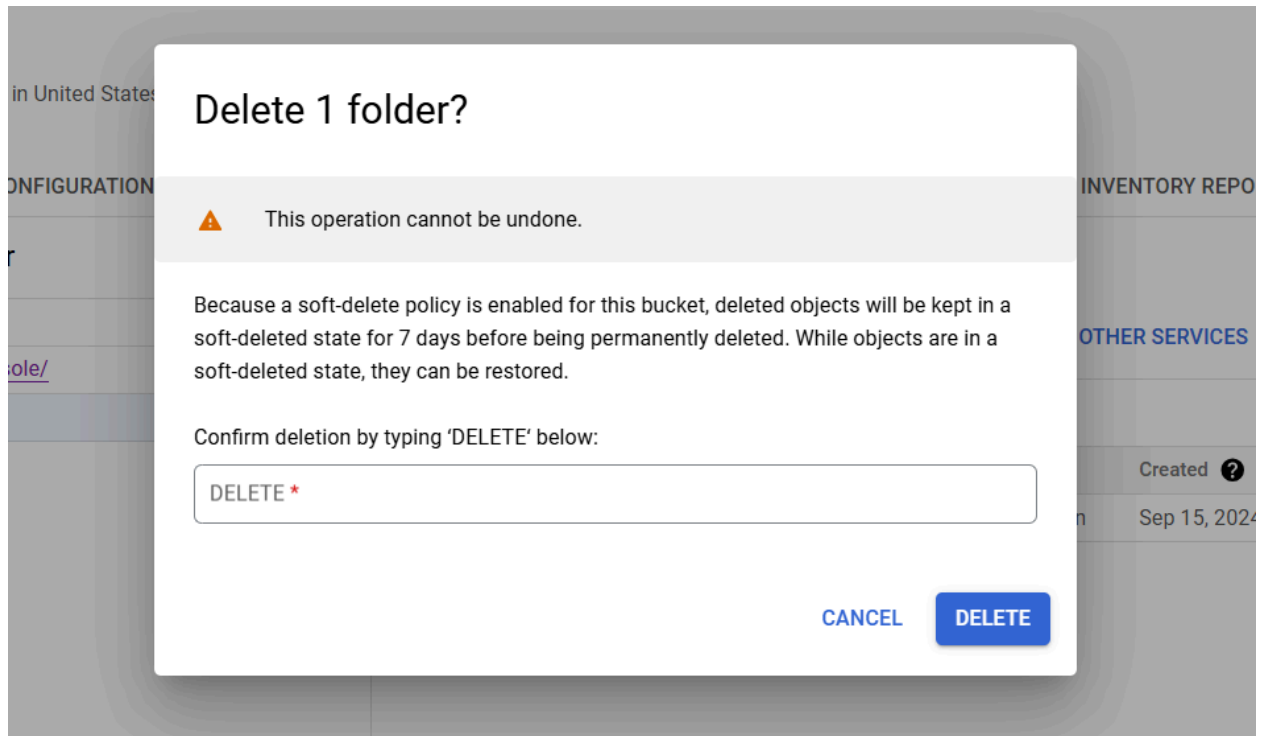 in United States
Delete 1 folder?
ONFIGURATION
INVENTORY REPO
This operation cannot be undone.
r
Because a soft-delete policy is enabled for this bucket, deleted objects will be kept in a
soft-deleted state for 7 days before being permanently deleted. While objects are in a
soft-deleted state, they can be restored.
OTHER SERVICES
sole/
Confirm deletion by typing ‘DELETE‘ below:
DELETE *
Created ?
n
Sep 15, 2024
CANCEL
DELETE